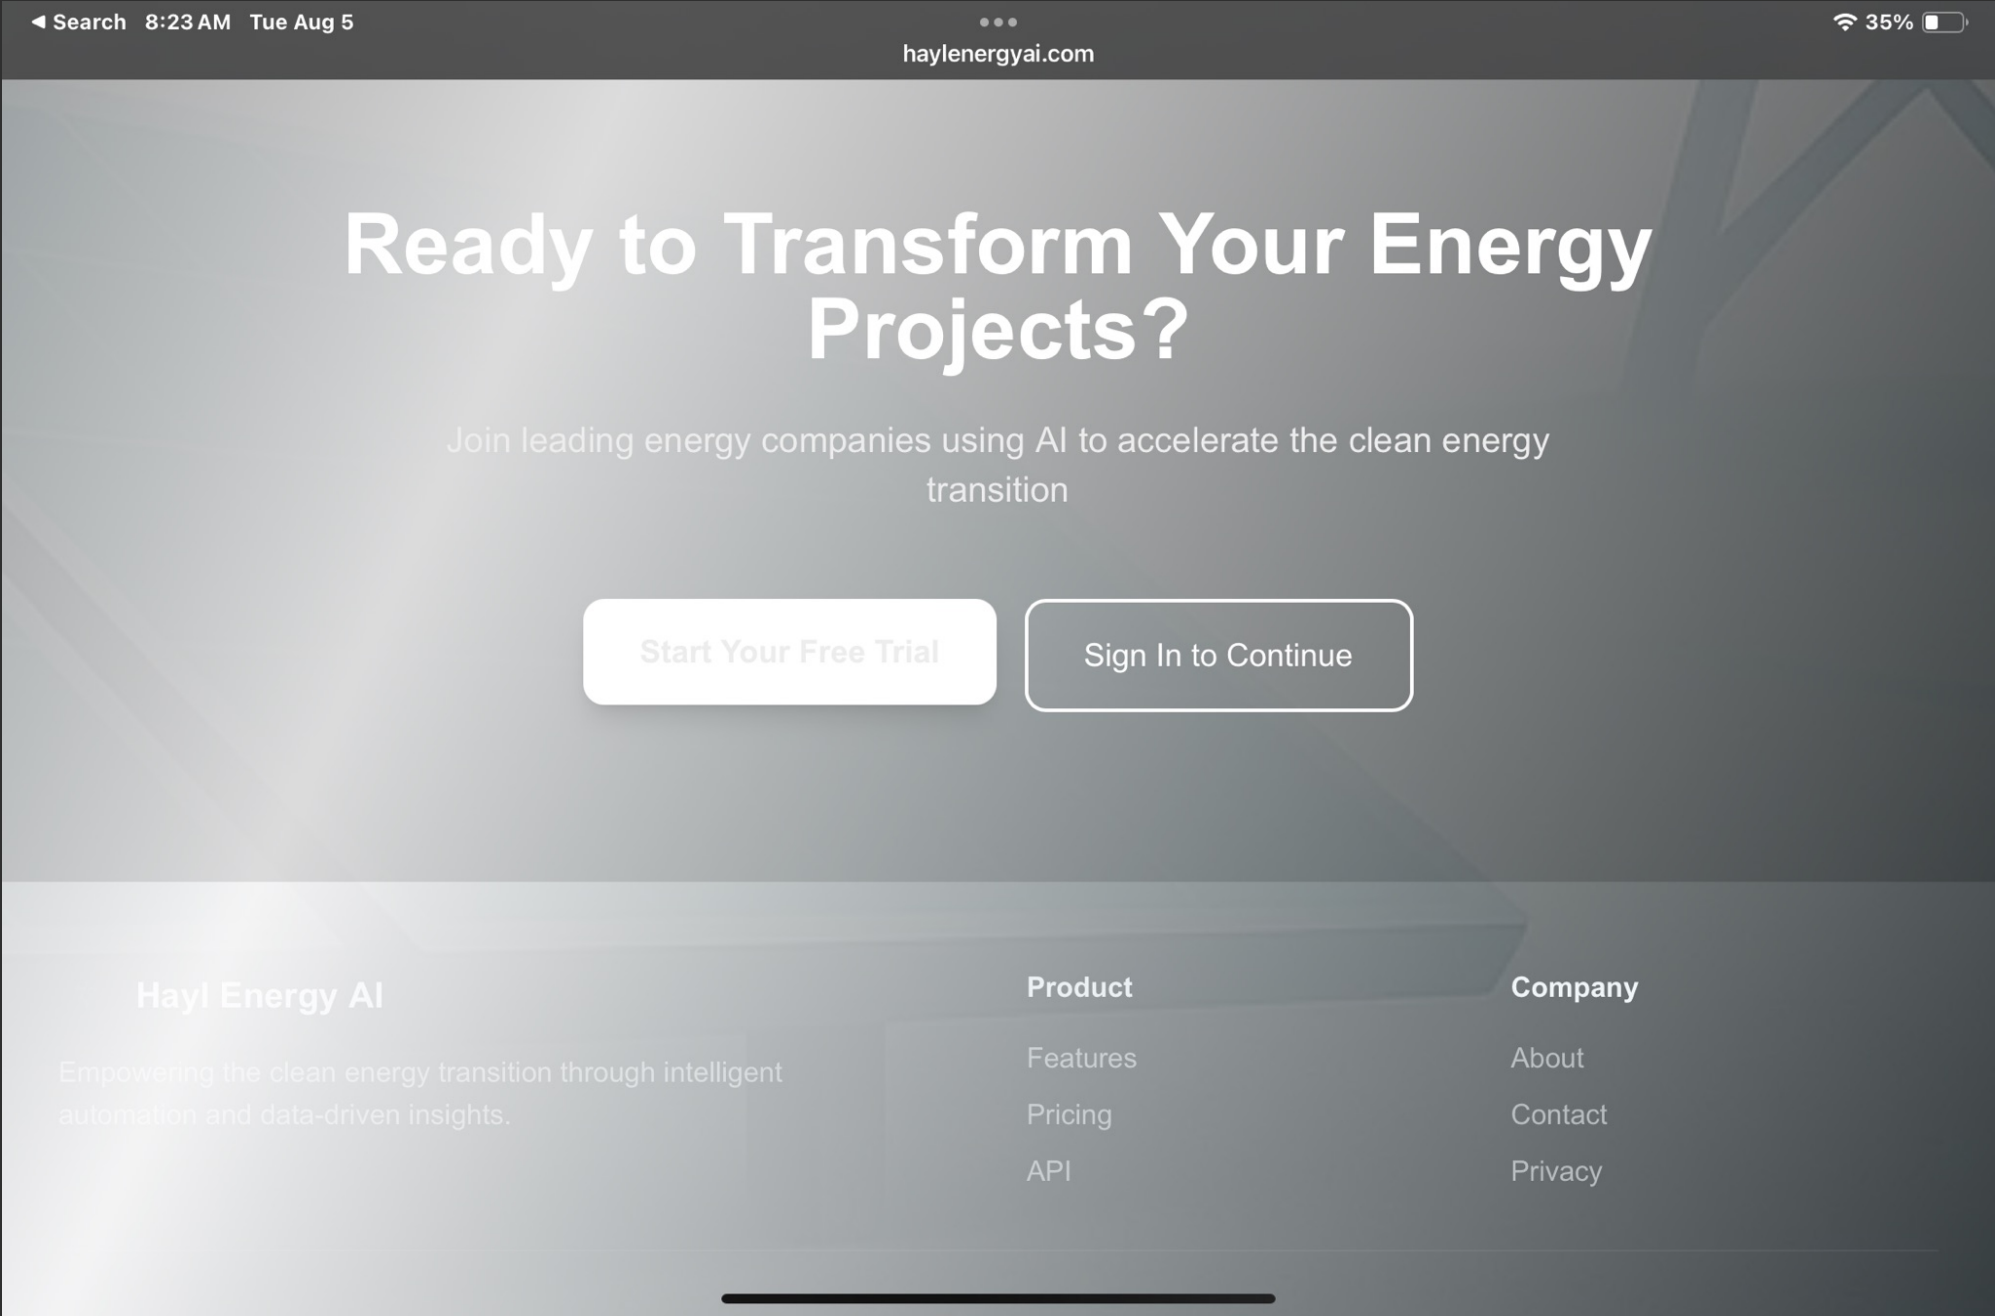 Search 8:23 AM Tue Aug 5
35%
haylenergyai.com
Ready to Transform Your Energy
Projects?
Join leading energy companies using AI to accelerate the clean energy
transition
Start Your Free Trial
Sign In to Continue
Hayl Energy AI
Empowering the clean energy transition through intelligent
automation and data-driven insights.
Product
Features
Pricing
API
Company
About
Contact
Privacy